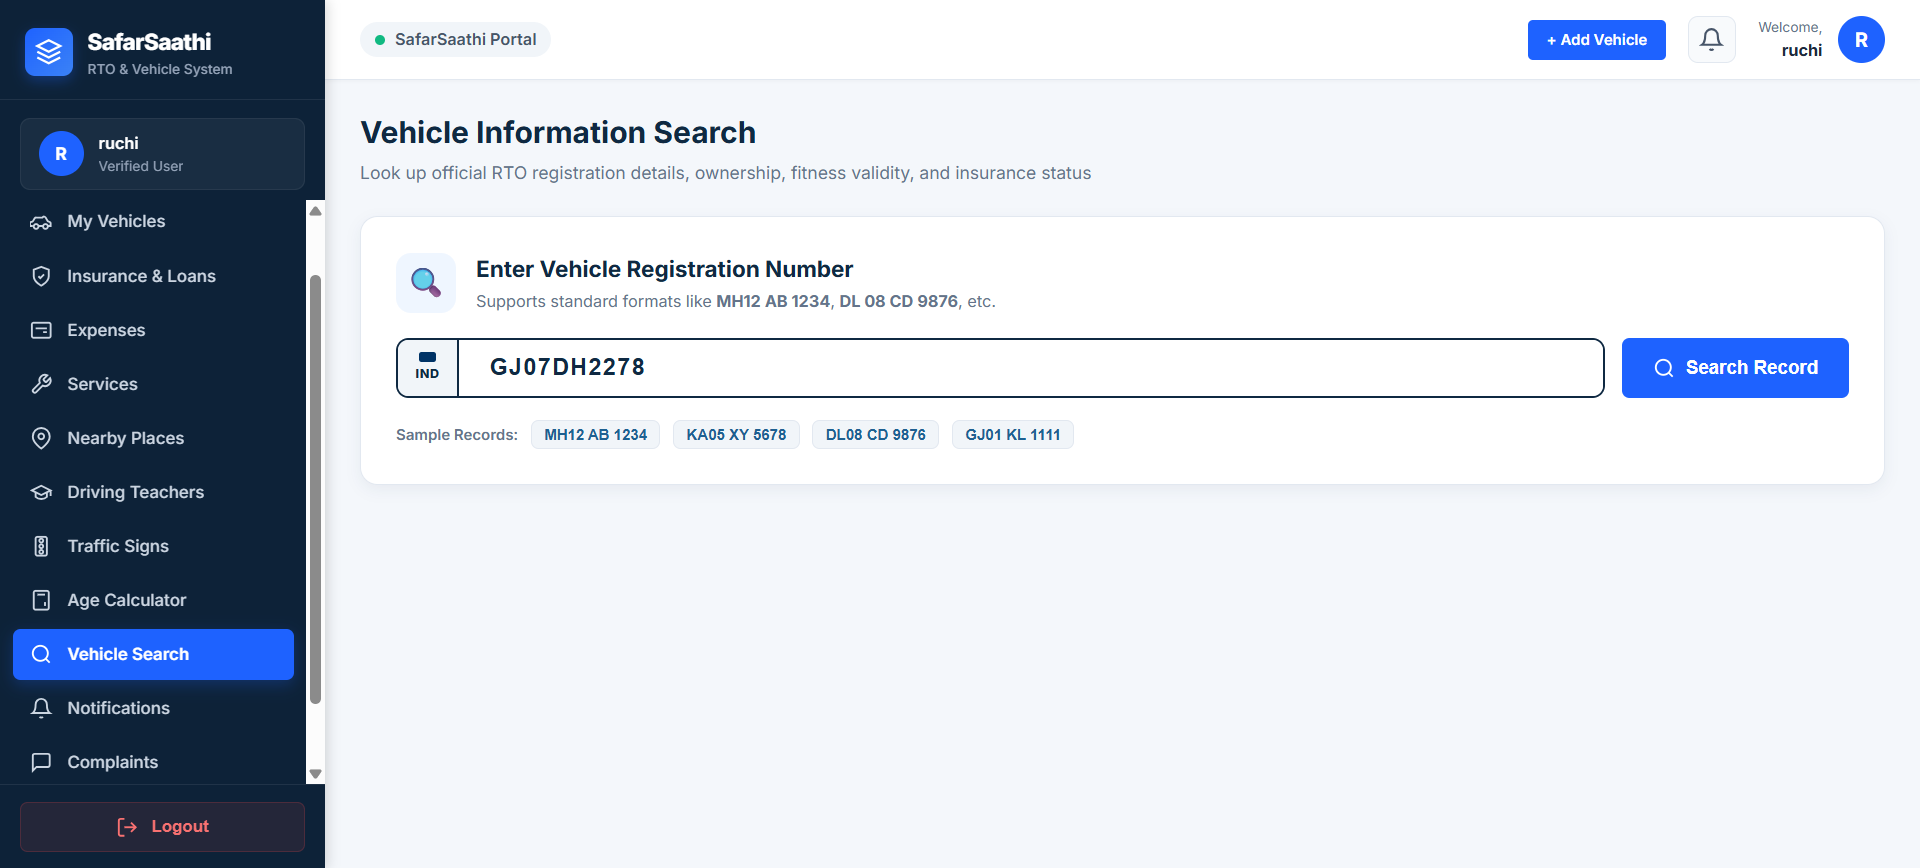 SafarSaathi
RTO & Vehicle System
R
ruchi
Verified User
My Vehicles
Insurance & Loans
Expenses
Services
Nearby Places
Driving Teachers
Traffic Signs
Age Calculator
Vehicle Search
Notifications
Complaints
Logout
SafarSaathi Portal
+ Add Vehicle
Welcome,
ruchi
R
Vehicle Information Search
Look up official RTO registration details, ownership, fitness validity, and insurance status
Enter Vehicle Registration Number
Supports standard formats like MH12 AB 1234, DL 08 CD 9876, etc.
IND
GJ07DH2278
Search Record
Sample Records: MH12 AB 1234 KA05 XY 5678 DL08 CD 9876 GJ01 KL 1111